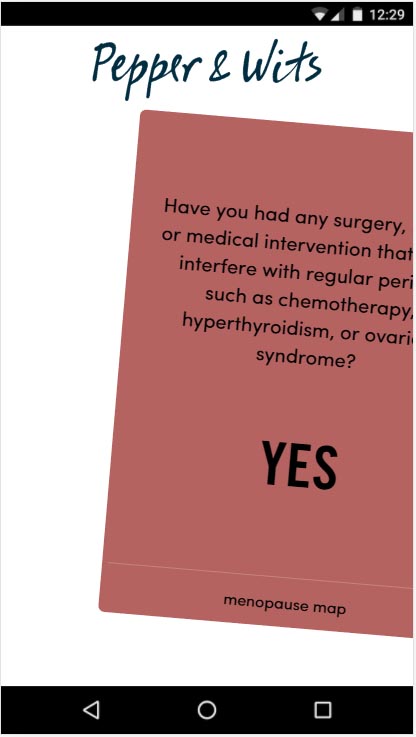 12:29
Pepper & Wits
Have you had any surgery,
or medical intervention that
interfere with regular peri
such as chemotherapy,
hyperthyroidism, or ovari
syndrome?
YES
menopause map